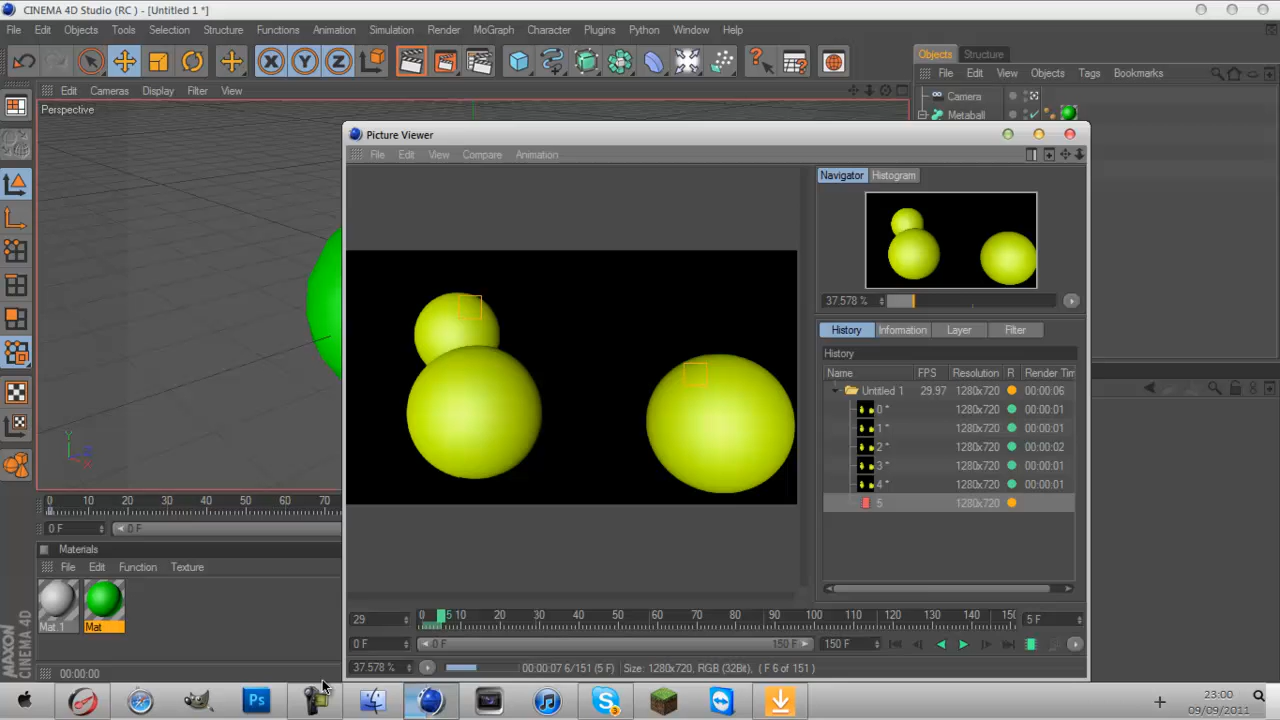 CINEMA 4D Studio (RC) - [Untitled 1 *]
File Edit Objects Tools Selection Structure Functions Animation Simulation Render MoGraph Character Plugins Python Window Help
X Y Z
Objects Structure
File Edit View Objects Tags Bookmarks
Camera
Metaball
Edit Cameras Display Filter View
Perspective
Y
Z
X
Picture Viewer
File Edit View Compare Animation
Navigator Histogram
37.578 %
History Information Layer Filter
History
Name FPS Resolution R Render Tim
Untitled 1 29.97 1280x720 00:00:06
0 * 1280x720 00:00:01
1 * 1280x720 00:00:01
2 * 1280x720 00:00:02
3 * 1280x720 00:00:01
4 * 1280x720 00:00:01
5 1280x720
29 0 5 10 20 30 40 50 60 70 80 90 100 110 120 130 140 150 5 F
0 F 0 F 150 F 150 F
37.578 % 00:00:07 6/151 (5 F) Size: 1280x720, RGB (32Bit), ( F 6 of 151 )
0 10 20 30 40 50 60 70
0 F 0 F
Materials
File Edit Function Texture
Mat.1 Mat
MAXON
CINEMA 4D
00:00:00
Ps
S 3
23:00
09/09/2011